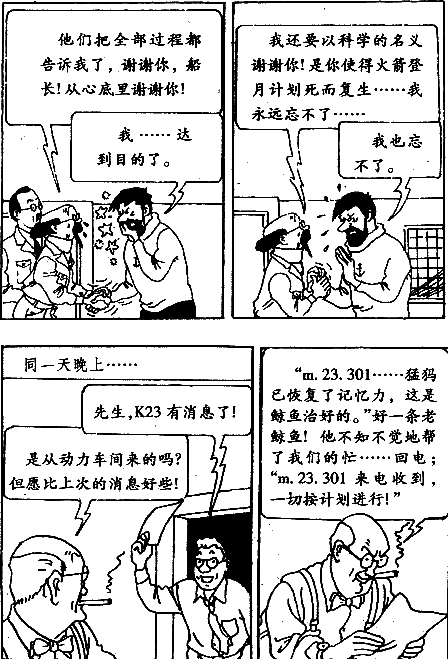 他们把全部过程都
告诉我了，谢谢你，船
长！从心底里谢谢你！
我……达
到目的了。
我还要以科学的名义
谢谢你！是你使得火箭登
月计划死而复生……我
永远忘不了……
我也忘
不了。
同一天晚上……
先生，K23 有消息了！
是从动力车间来的吗？
但愿比上次的消息好些！
“m. 23. 301……猛犸
已恢复了记忆力，这是
鲸鱼治好的。”好一条老
鲸鱼！他不知不觉地帮
了我们的忙……回电；
“m. 23. 301 来电收到，
一切按计划进行！”